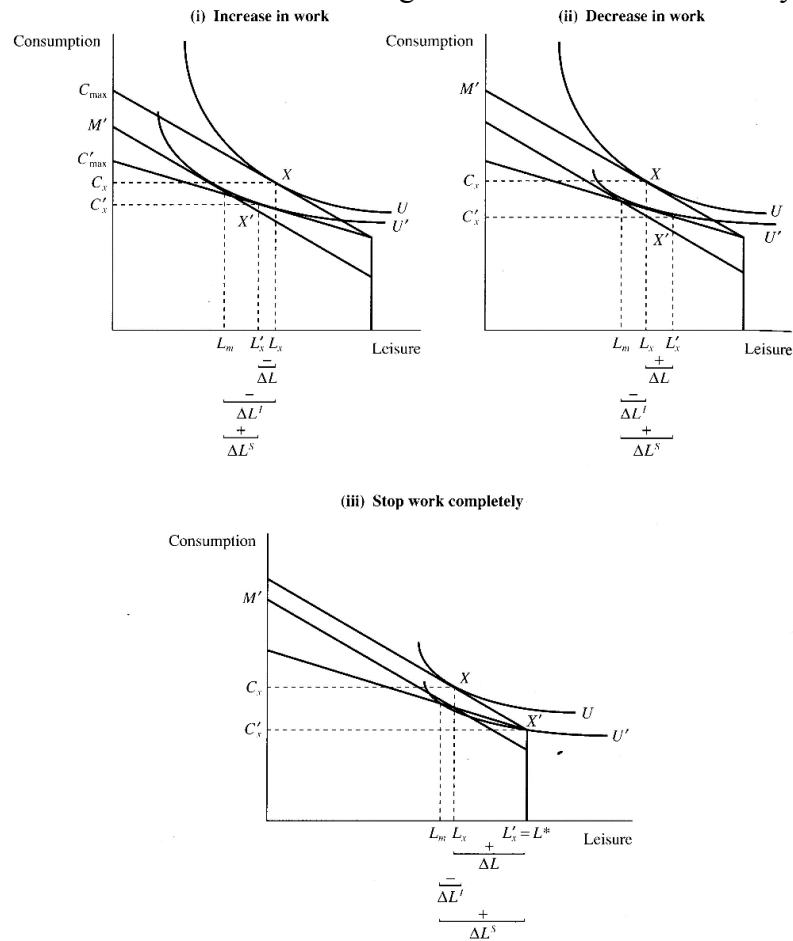 (i) Increase in work
Consumption
C_max
M′
C′_max
C_x
C′_x
X
X′
U
U′
L_m L′_x L_x
Leisure
−
ΔL
−
ΔL^I
+
ΔL^S
(ii) Decrease in work
Consumption
M′
C_x
C′_x
X
X′
U
U′
L_m L_x L′_x
Leisure
+
ΔL
−
ΔL^I
+
ΔL^S
(iii) Stop work completely
Consumption
M′
C_x
C′_x
X
X′
U
U′
L_m L_x L′_x = L*
Leisure
+
ΔL
−
ΔL^I
+
ΔL^S